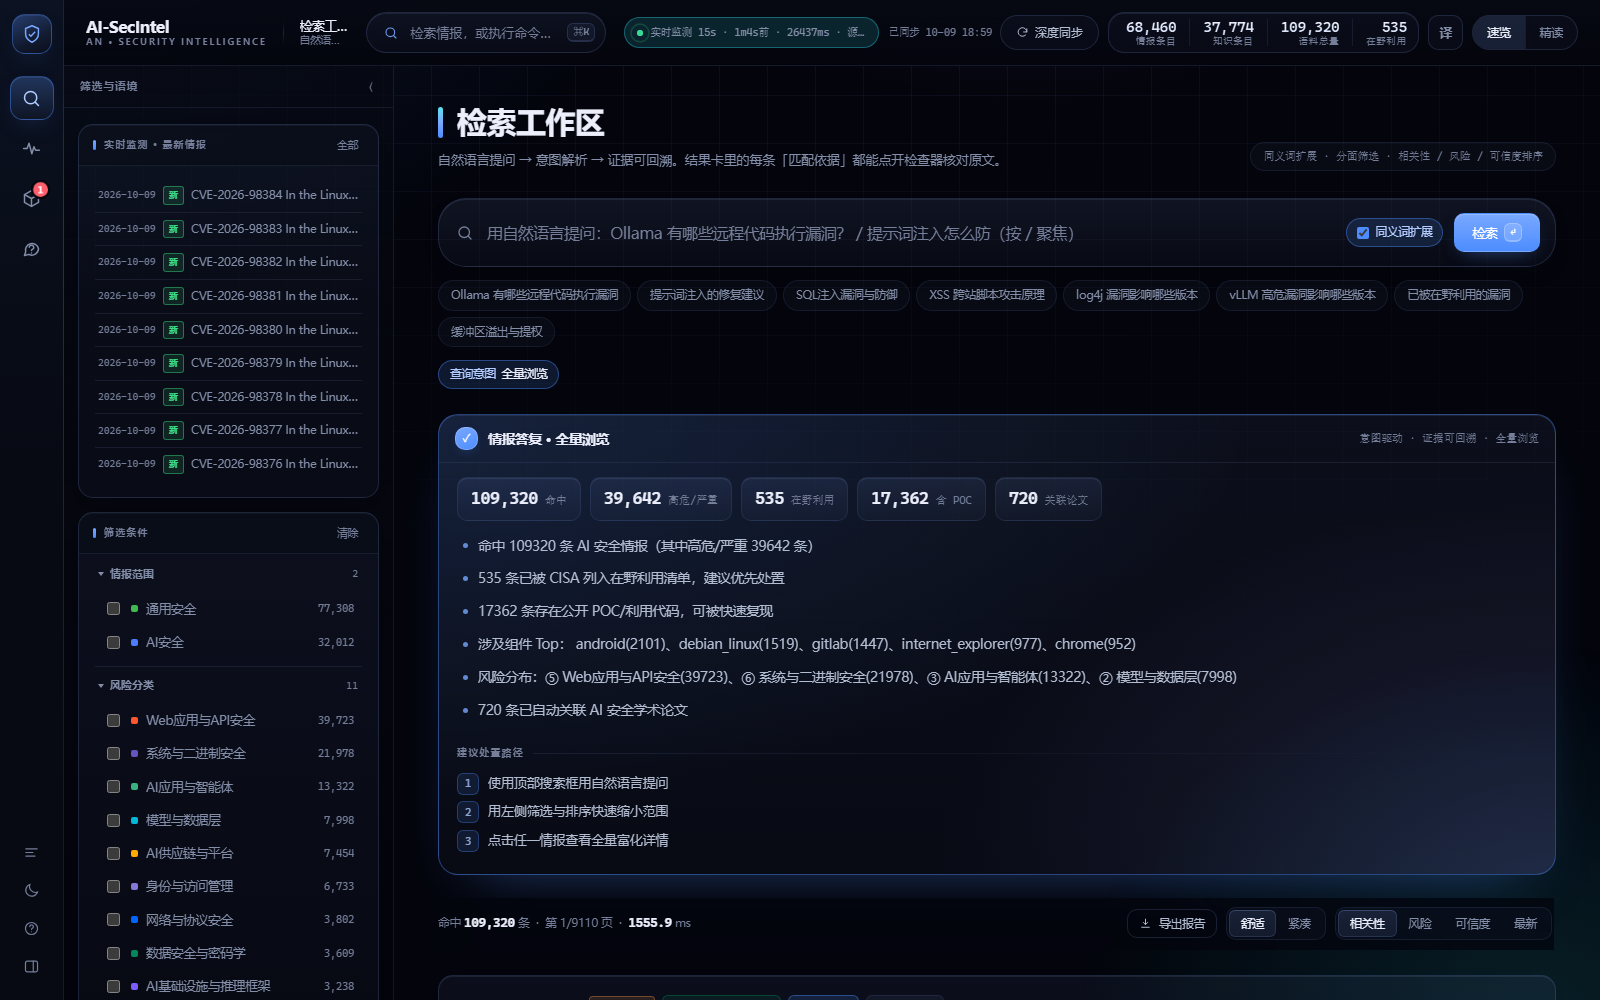 AI-SecIntel
AN • SECURITY INTELLIGENCE
检索工...
自然语...
检索情报，或执行命令... ⌘K
实时监测 15s · 1m4s前 · 26437ms · 源…
已同步 10-09 18:59
深度同步
68,460 情报条目
37,774 知识条目
109,320 语料总量
535 在野利用
译
速览 精读
筛选与语境
1
实时监测 • 最新情报 全部
2026-10-09 新 CVE-2026-98384 In the Linux...
2026-10-09 新 CVE-2026-98383 In the Linux...
2026-10-09 新 CVE-2026-98382 In the Linux...
2026-10-09 新 CVE-2026-98381 In the Linux...
2026-10-09 新 CVE-2026-98380 In the Linux...
2026-10-09 新 CVE-2026-98379 In the Linux...
2026-10-09 新 CVE-2026-98378 In the Linux...
2026-10-09 新 CVE-2026-98377 In the Linux...
2026-10-09 新 CVE-2026-98376 In the Linux...
筛选条件 清除
情报范围 2
通用安全 77,308
AI安全 32,012
风险分类 11
Web应用与API安全 39,723
系统与二进制安全 21,978
AI应用与智能体 13,322
模型与数据层 7,998
AI供应链与平台 7,454
身份与访问管理 6,733
网络与协议安全 3,802
数据安全与密码学 3,609
AI基础设施与推理框架 3,238
检索工作区
自然语言提问 → 意图解析 → 证据可回溯。结果卡里的每条「匹配依据」都能点开检查器核对原文。
同义词扩展 · 分面筛选 · 相关性 / 风险 / 可信度排序
用自然语言提问：Ollama 有哪些远程代码执行漏洞？ / 提示词注入怎么防（按 / 聚焦）
同义词扩展
检索 ↵
Ollama 有哪些远程代码执行漏洞
提示词注入的修复建议
SQL注入漏洞与防御
XSS 跨站脚本攻击原理
log4j 漏洞影响哪些版本
vLLM 高危漏洞影响哪些版本
已被在野利用的漏洞
缓冲区溢出与提权
查询意图 全量浏览
情报答复 • 全量浏览
意图驱动 · 证据可回溯 · 全量浏览
109,320 命中
39,642 高危/严重
535 在野利用
17,362 含 POC
720 关联论文
命中 109320 条 AI 安全情报（其中高危/严重 39642 条）
535 条已被 CISA 列入在野利用清单，建议优先处置
17362 条存在公开 POC/利用代码，可被快速复现
涉及组件 Top： android(2101)、debian_linux(1519)、gitlab(1447)、internet_explorer(977)、chrome(952)
风险分布：⑤ Web应用与API安全(39723)、⑥ 系统与二进制安全(21978)、③ AI应用与智能体(13322)、② 模型与数据层(7998)
720 条已自动关联 AI 安全学术论文
建议处置路径
1 使用顶部搜索框用自然语言提问
2 用左侧筛选与排序快速缩小范围
3 点击任一情报查看全量富化详情
命中 109,320 条 · 第 1/9110 页 · 1555.9 ms
导出报告
舒适 紧凑
相关性 风险 可信度 最新